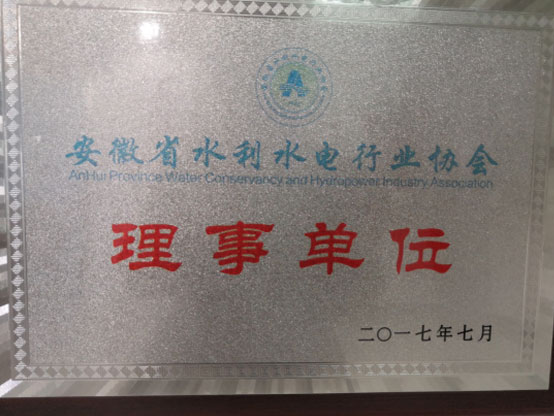 安徽省水利水电行业协会
AnHui Province Water Conservancy and Hydropower Industry Association
理事单位
二〇一七年七月